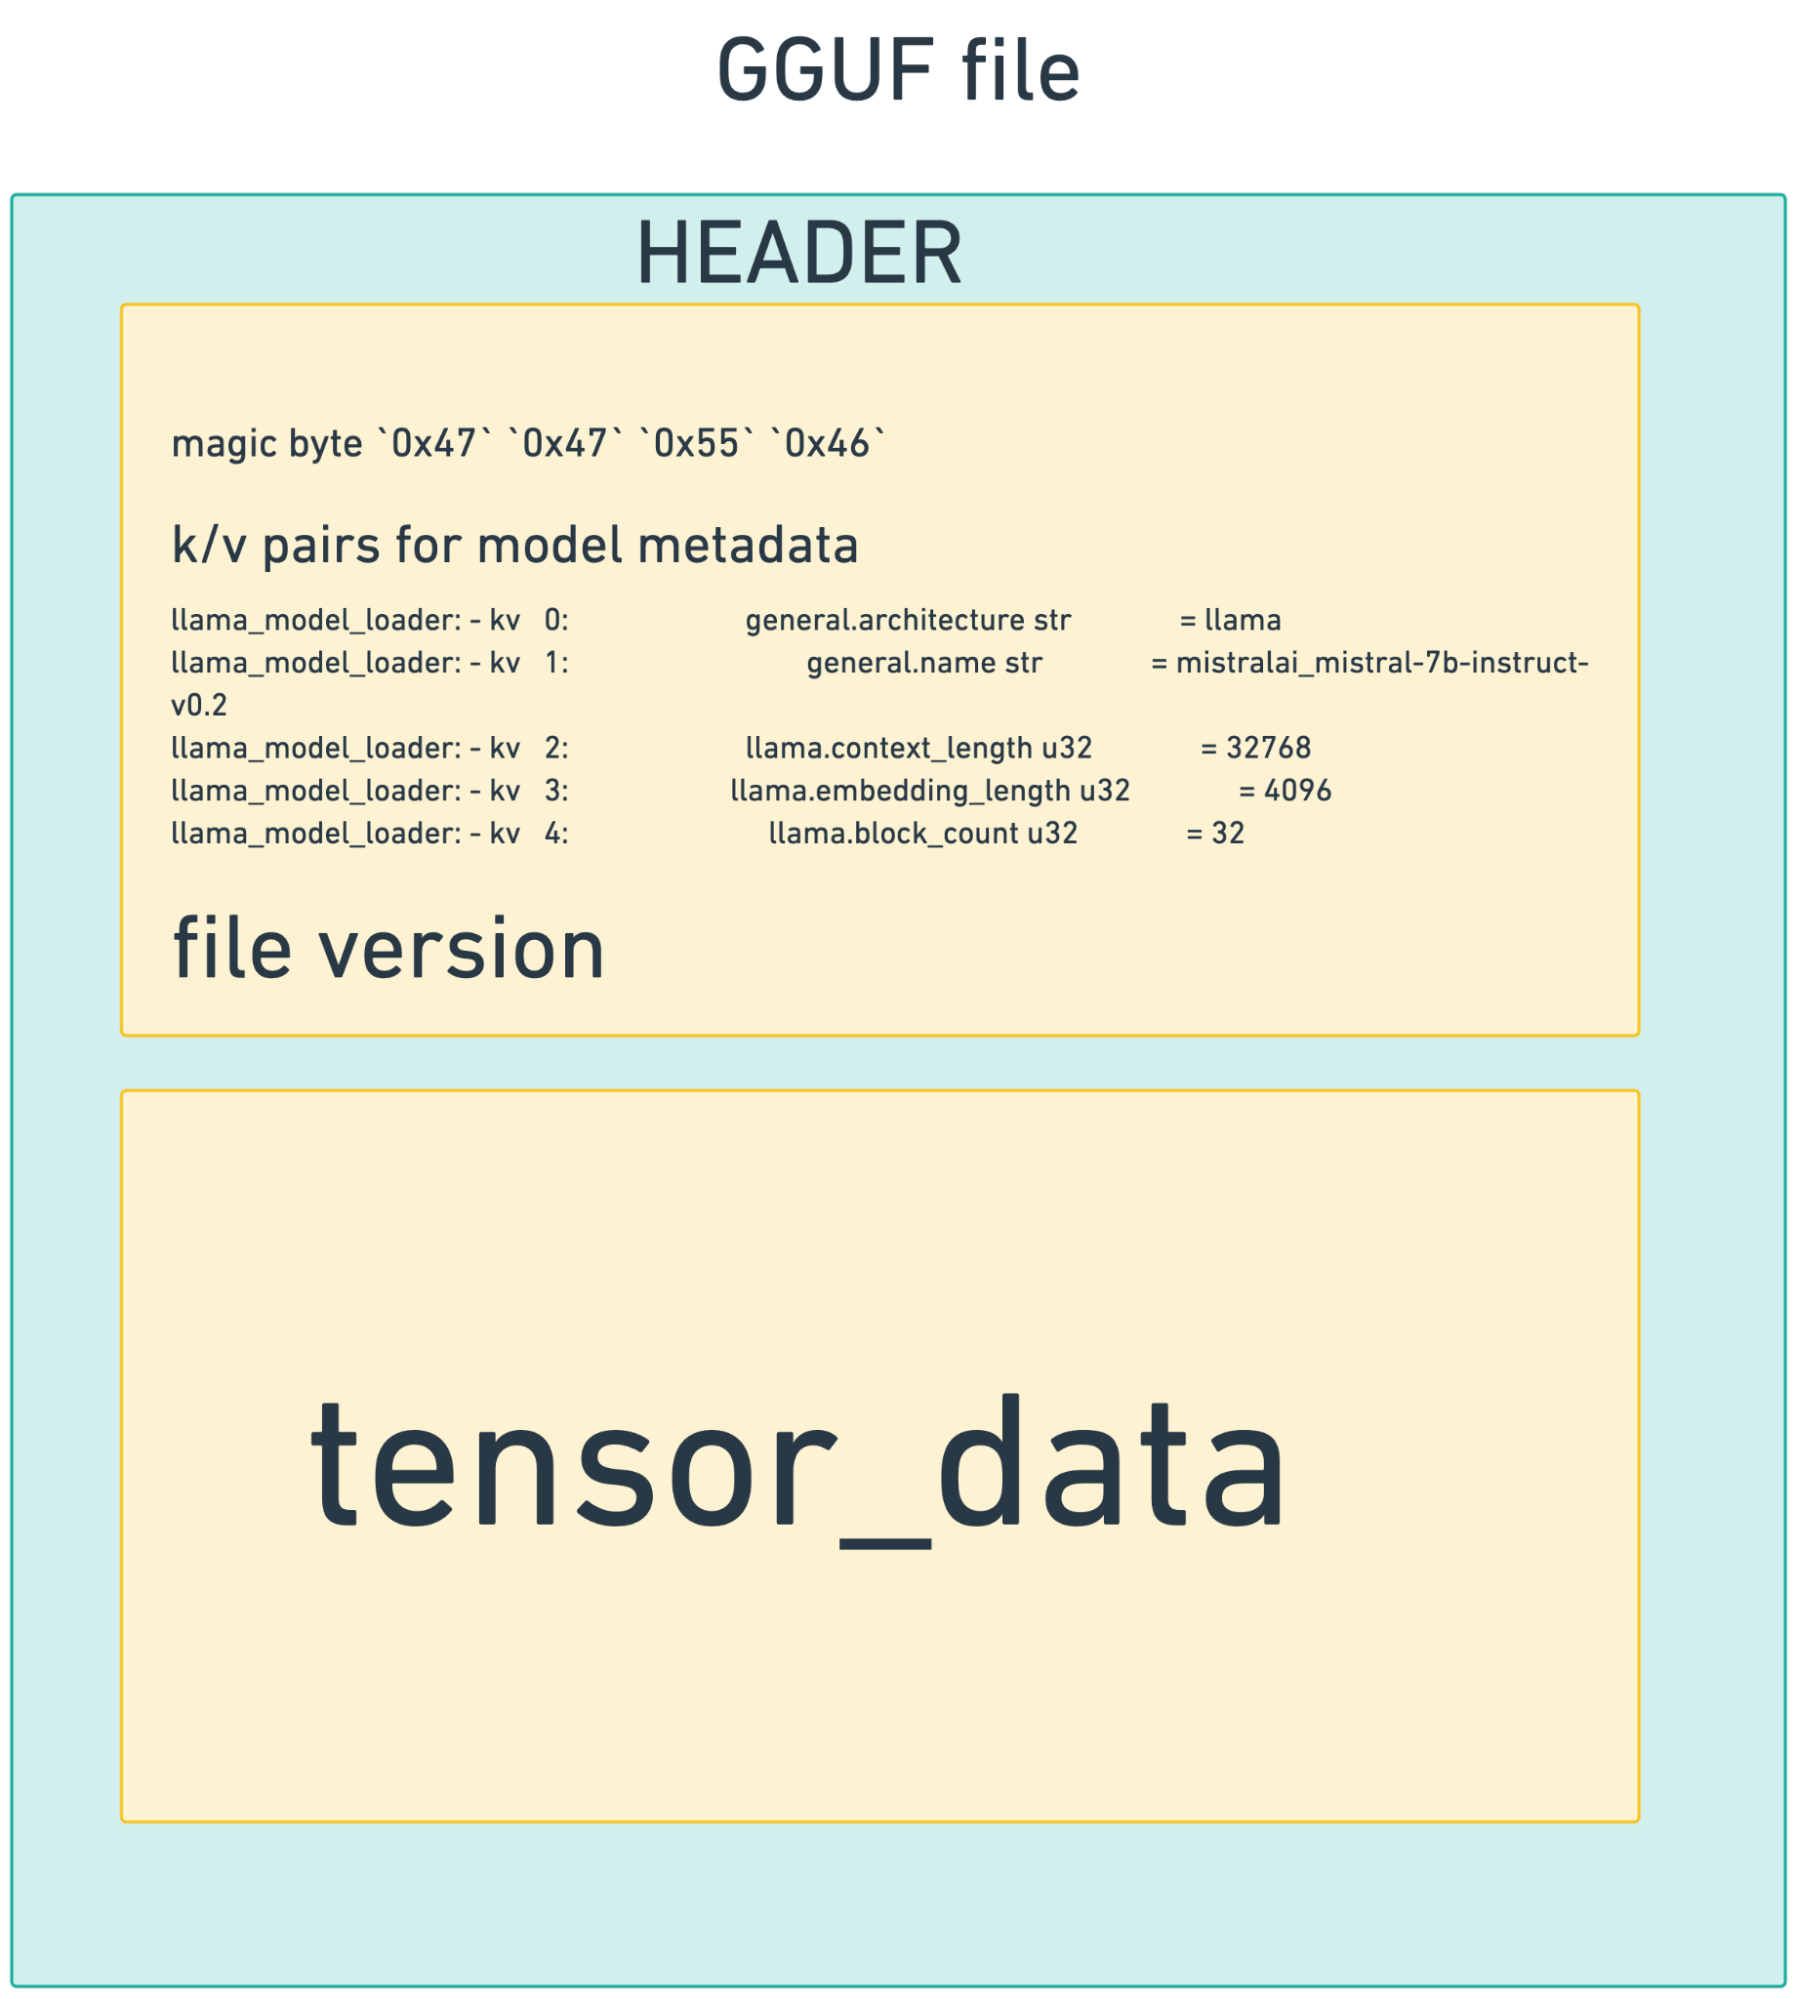 GGUF file
HEADER
magic byte `0x47` `0x47` `0x55` `0x46`
k/v pairs for model metadata
llama_model_loader: - kv 0: general.architecture str = llama
llama_model_loader: - kv 1: general.name str = mistralai_mistral-7b-instruct-
v0.2
llama_model_loader: - kv 2: llama.context_length u32 = 32768
llama_model_loader: - kv 3: llama.embedding_length u32 = 4096
llama_model_loader: - kv 4: llama.block_count u32 = 32
file version
tensor_data